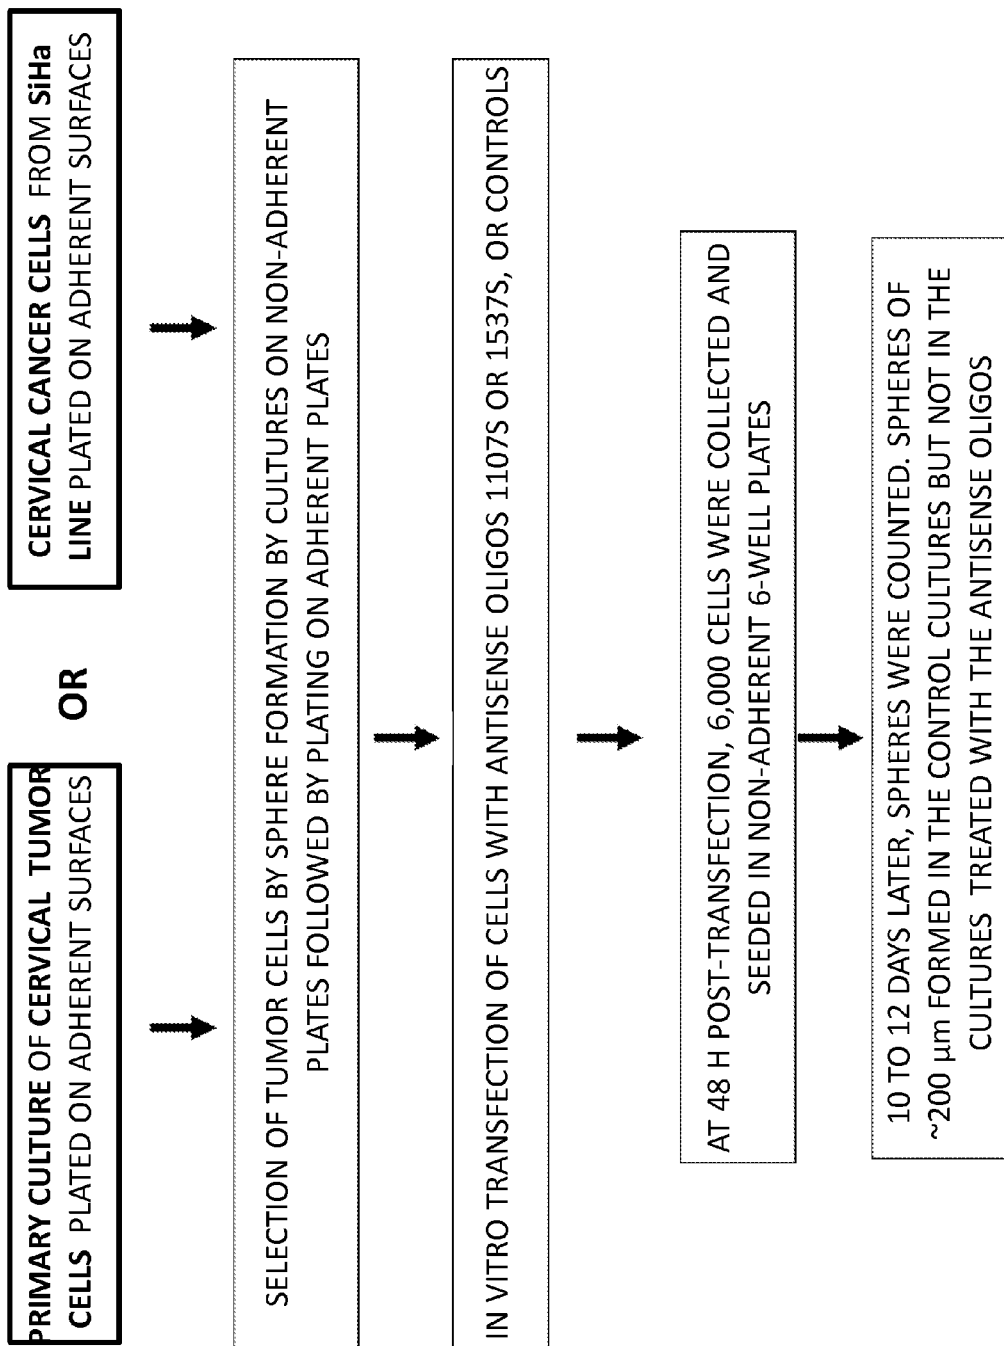 PRIMARY CULTURE OF CERVICAL TUMOR
CELLS PLATED ON ADHERENT SURFACES
OR
CERVICAL CANCER CELLS FROM SiHa
LINE PLATED ON ADHERENT SURFACES
SELECTION OF TUMOR CELLS BY SPHERE FORMATION BY CULTURES ON NON-ADHERENT
PLATES FOLLOWED BY PLATING ON ADHERENT PLATES
IN VITRO TRANSFECTION OF CELLS WITH ANTISENSE OLIGOS 1107S OR 1537S, OR CONTROLS
AT 48 H POST-TRANSFECTION, 6,000 CELLS WERE COLLECTED AND
SEEDED IN NON-ADHERENT 6-WELL PLATES
10 TO 12 DAYS LATER, SPHERES WERE COUNTED. SPHERES OF
~200 µm FORMED IN THE CONTROL CULTURES BUT NOT IN THE
CULTURES TREATED WITH THE ANTISENSE OLIGOS